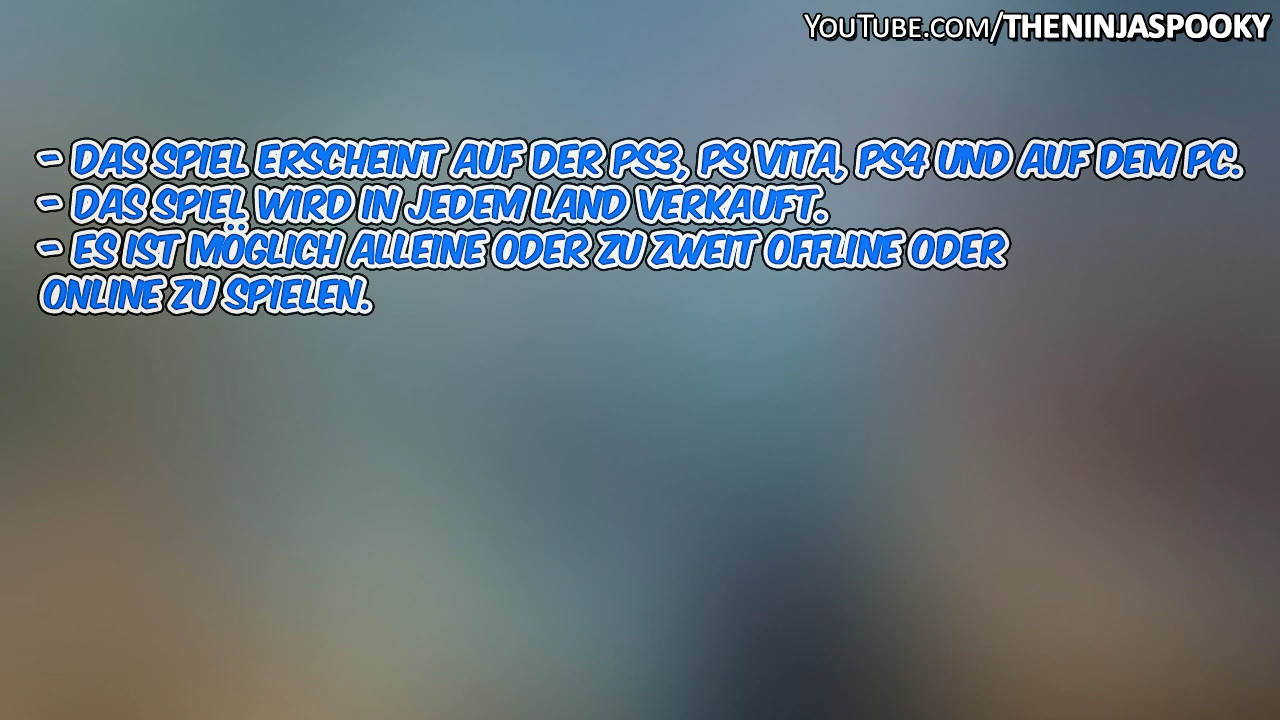 YouTube.com/THENINJASPOOKY
- DAS SPIEL ERSCHEINT AUF DER PS3, PS VITA, PS4 UND AUF DEM PC.
- DAS SPIEL WIRD IN JEDEM LAND VERKAUFT.
- ES IST MÖGLICH ALLEINE ODER ZU ZWEIT OFFLINE ODER
ONLINE ZU SPIELEN.